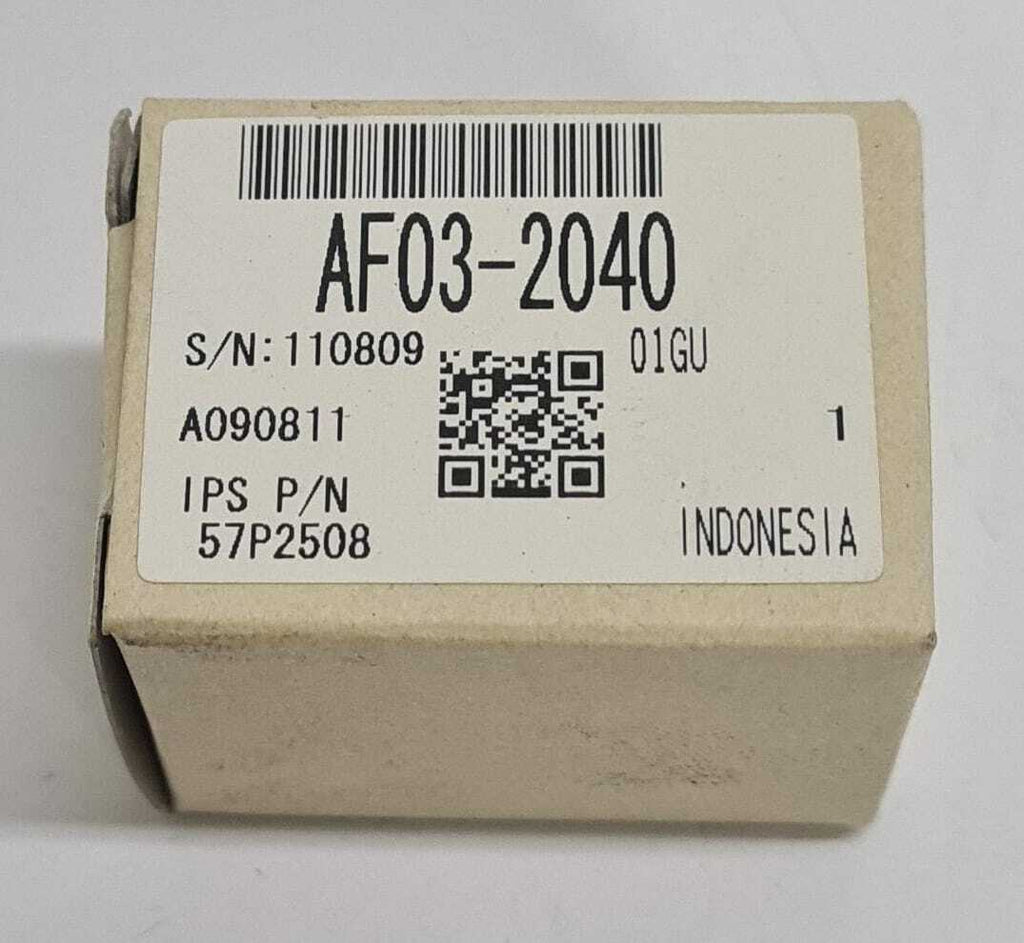 AF03-2040
S/N:110809 01GU
A090811 1
IPS P/N
57P2508
INDONESIA